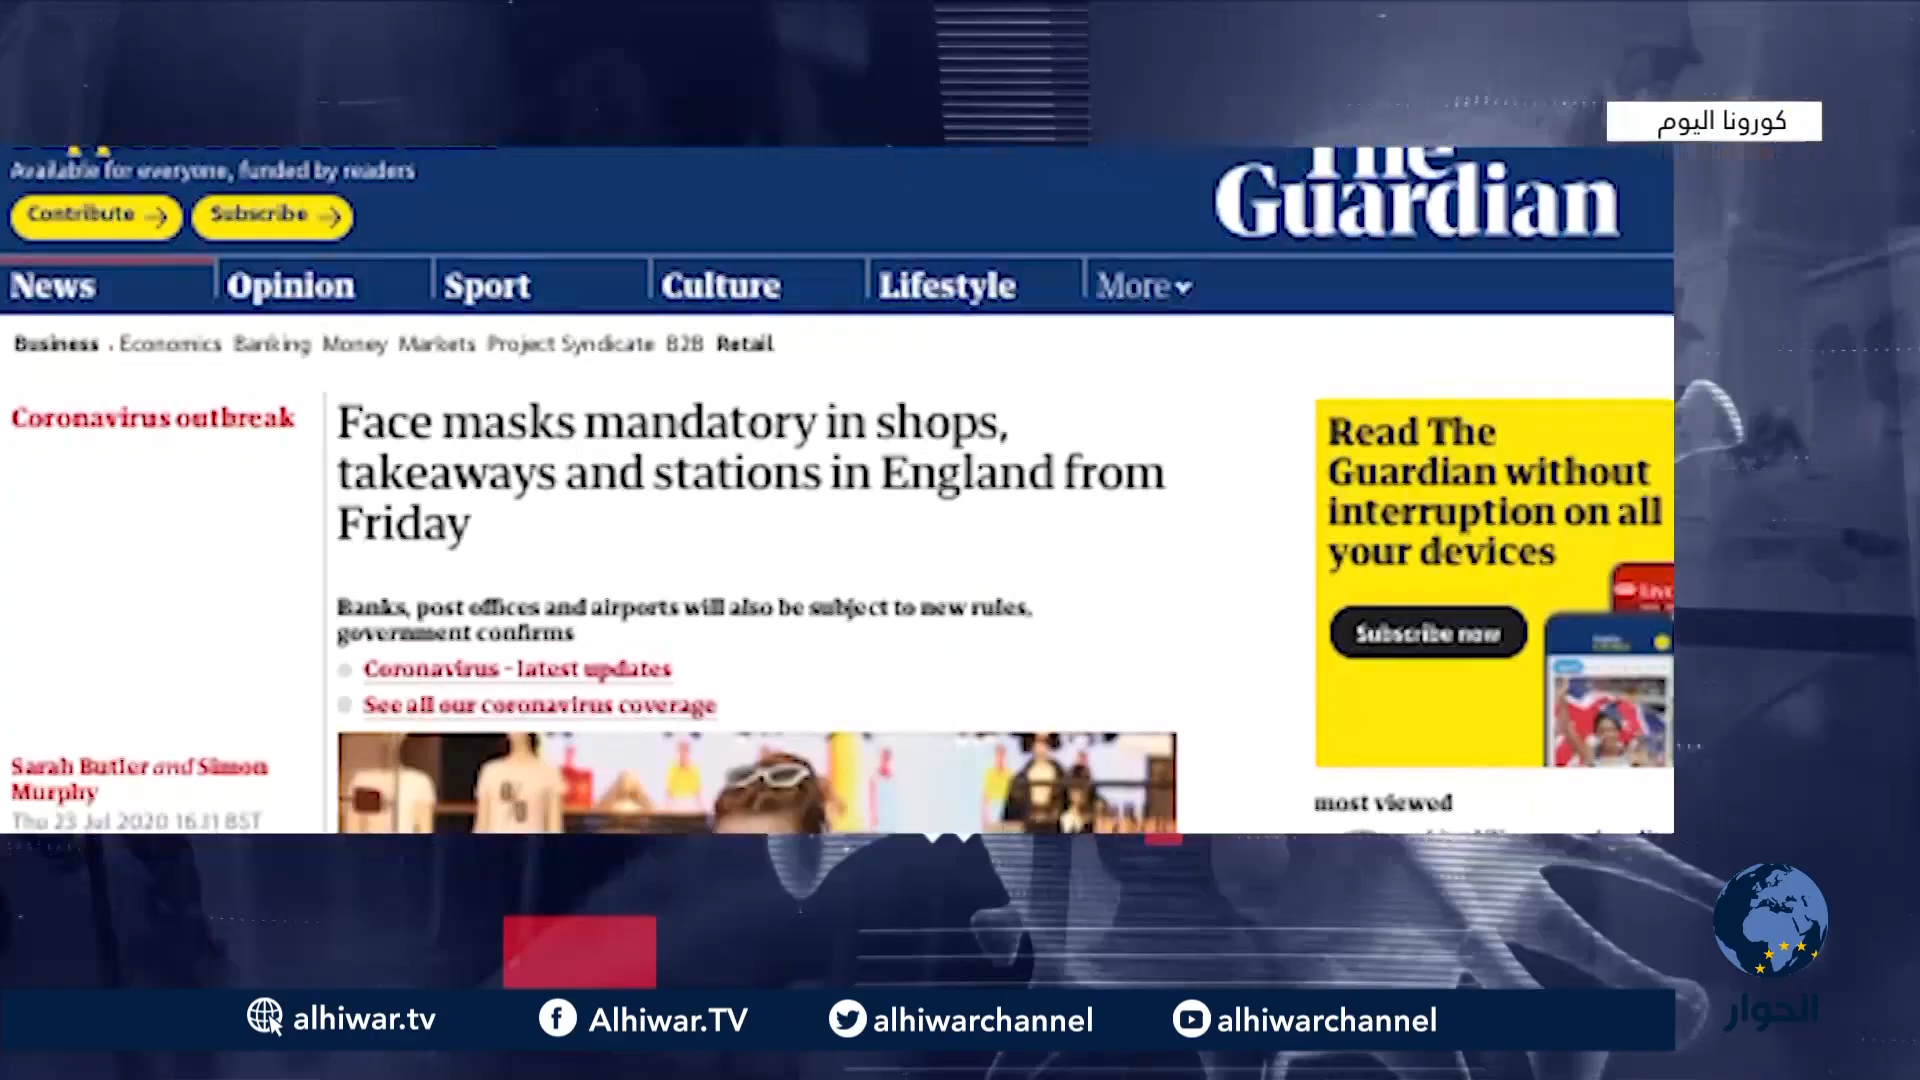 كورونا اليوم
Available for everyone, funded by readers
Contribute →
Subscribe →
The
Guardian
News
Opinion
Sport
Culture
Lifestyle
More
Business
Economics Banking Money Markets Project Syndicate B2B Retail
Coronavirus outbreak
Face masks mandatory in shops,
takeaways and stations in England from
Friday
Banks, post offices and airports will also be subject to new rules,
government confirms
Coronavirus - latest updates
See all our coronavirus coverage
Sarah Butler and Simon
Murphy
Thu 23 Jul 2020 16.11 BST
Read The
Guardian without
interruption on all
your devices
Subscribe now
Live
most viewed
alhiwar.tv
Alhiwar.TV
alhiwarchannel
alhiwarchannel
الحوار